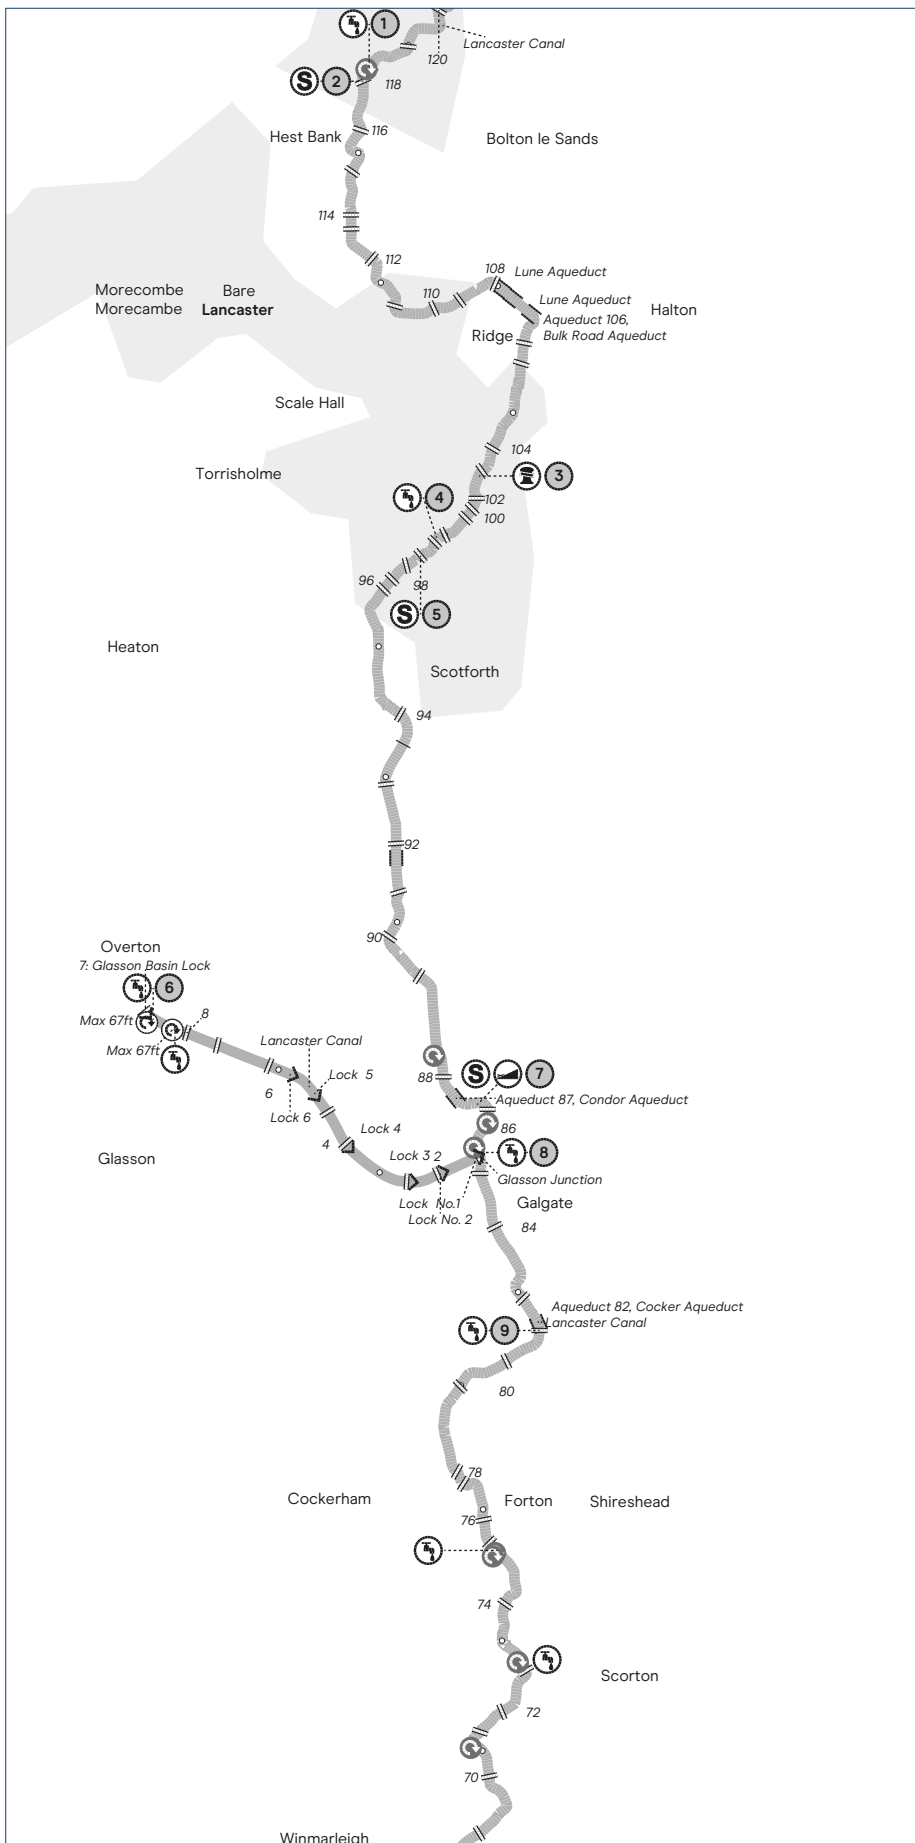 1
Lancaster Canal
120
S 2
118
116
Hest Bank
Bolton le Sands
114
112
108
Lune Aqueduct
Morecombe
Bare
110
Lune Aqueduct
Morecambe
Lancaster
Halton
Aqueduct 106,
Bulk Road Aqueduct
Ridge
Scale Hall
104
Torrisholme
3
4
102
100
96
98
S 5
Heaton
Scotforth
94
92
90
Overton
7: Glasson Basin Lock
6
Max 67ft
8
Max 67ft
Lancaster Canal
88
S 7
Lock 5
6
Aqueduct 87, Condor Aqueduct
Lock 6
86
Lock 4
4
Lock 3
2
8
Glasson
Glasson Junction
Lock No.1
Galgate
Lock No. 2
84
Aqueduct 82, Cocker Aqueduct
Lancaster Canal
9
80
78
Cockerham
Forton
Shireshead
76
74
Scorton
72
70
Winmarleigh